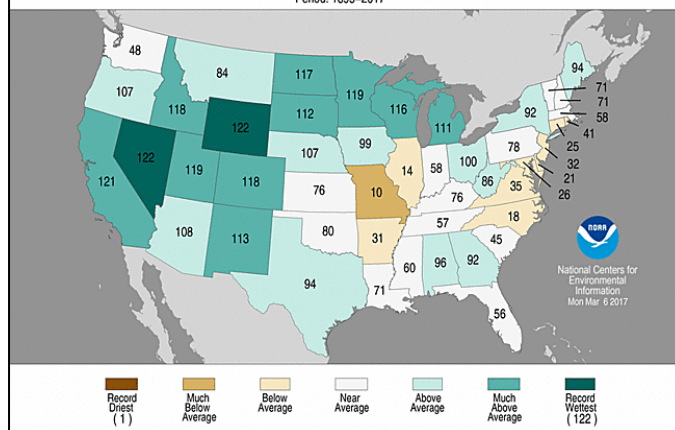 Period: 1895-2017
48
84
117
119
94
71
107
118
112
116
92
71
122
111
58
122
107
99
78
41
121
119
118
76
10
14
58
100
86
35
25
32
21
26
76
108
113
80
31
57
18
94
71
60
96
92
45
56
NOAA
National Centers for
Environmental
Information
Mon Mar 6 2017
Record
Driest
(1)
Much
Below
Average
Below
Average
Near
Average
Above
Average
Much
Above
Average
Record
Wettest
(122)